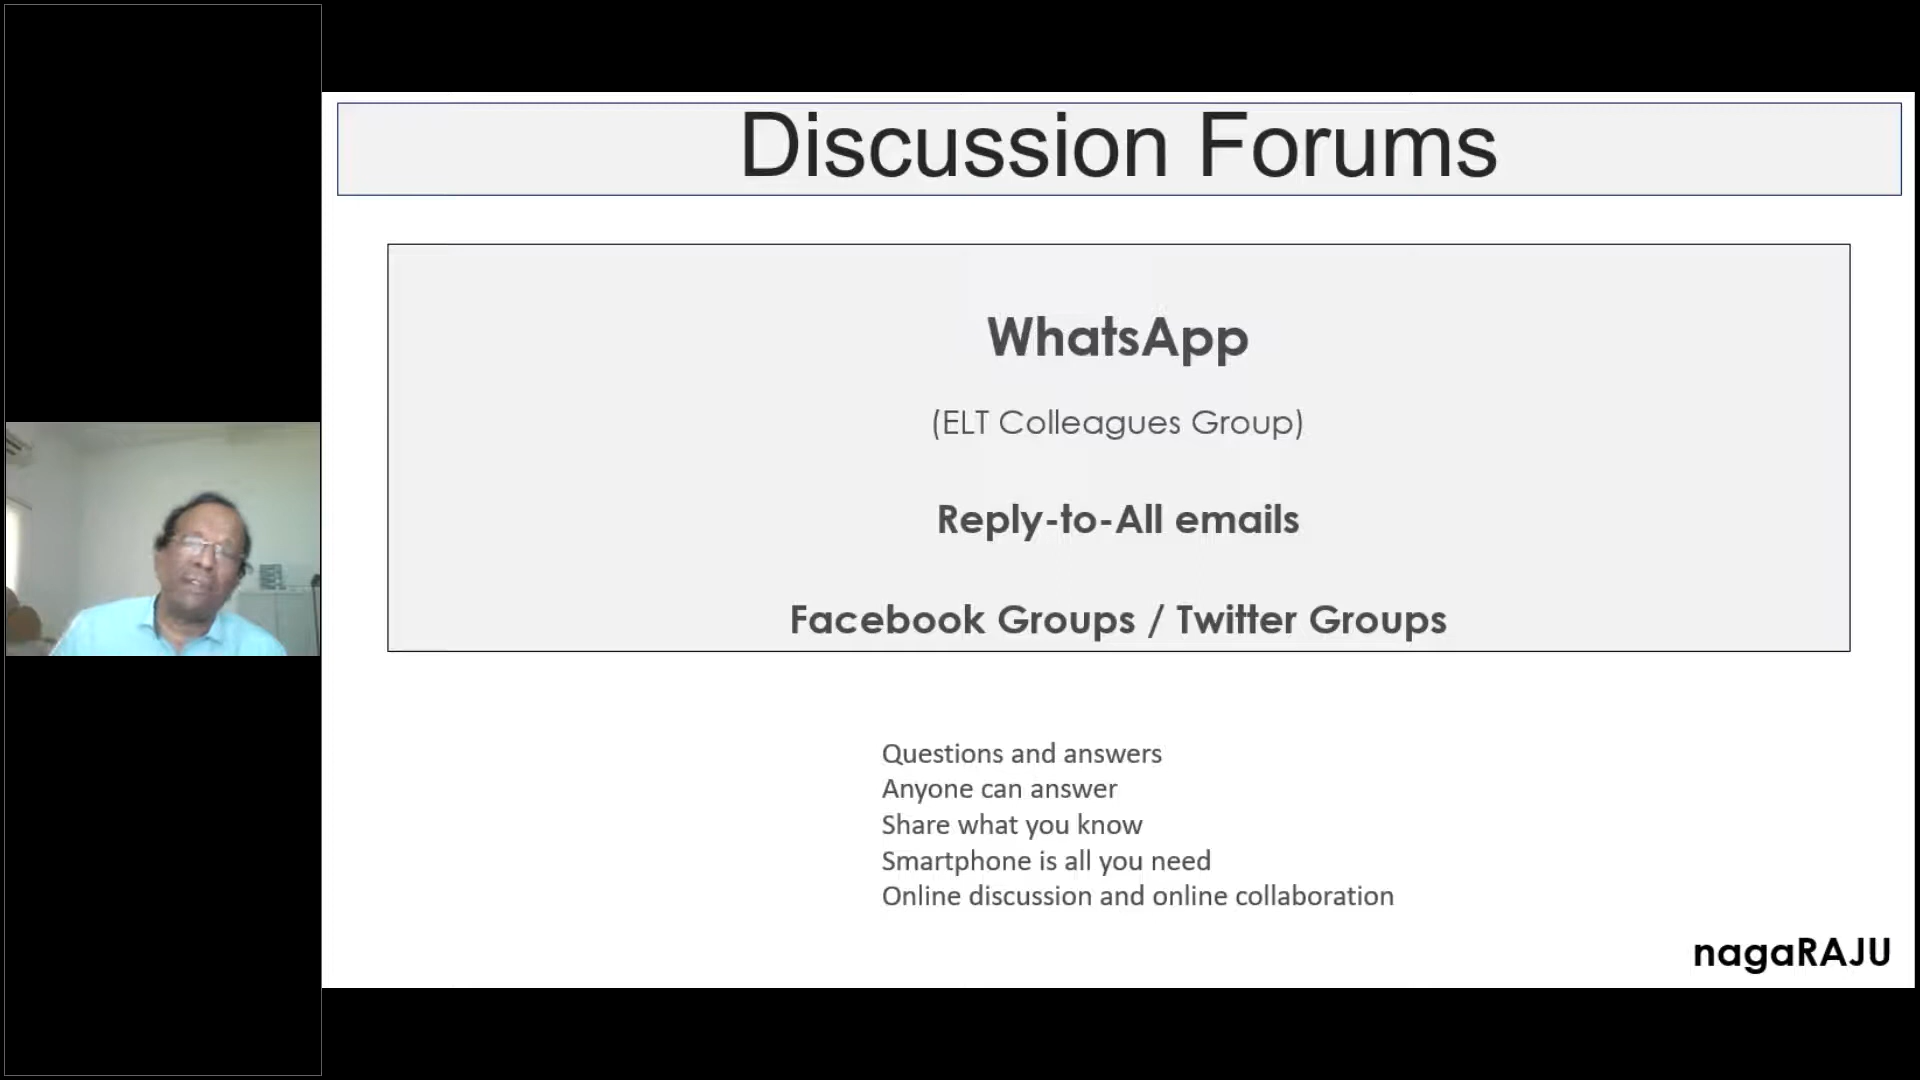 Discussion Forums
WhatsApp
(ELT Colleagues Group)
Reply-to-All emails
Facebook Groups / Twitter Groups
Questions and answers
Anyone can answer
Share what you know
Smartphone is all you need
Online discussion and online collaboration
nagaRAJU